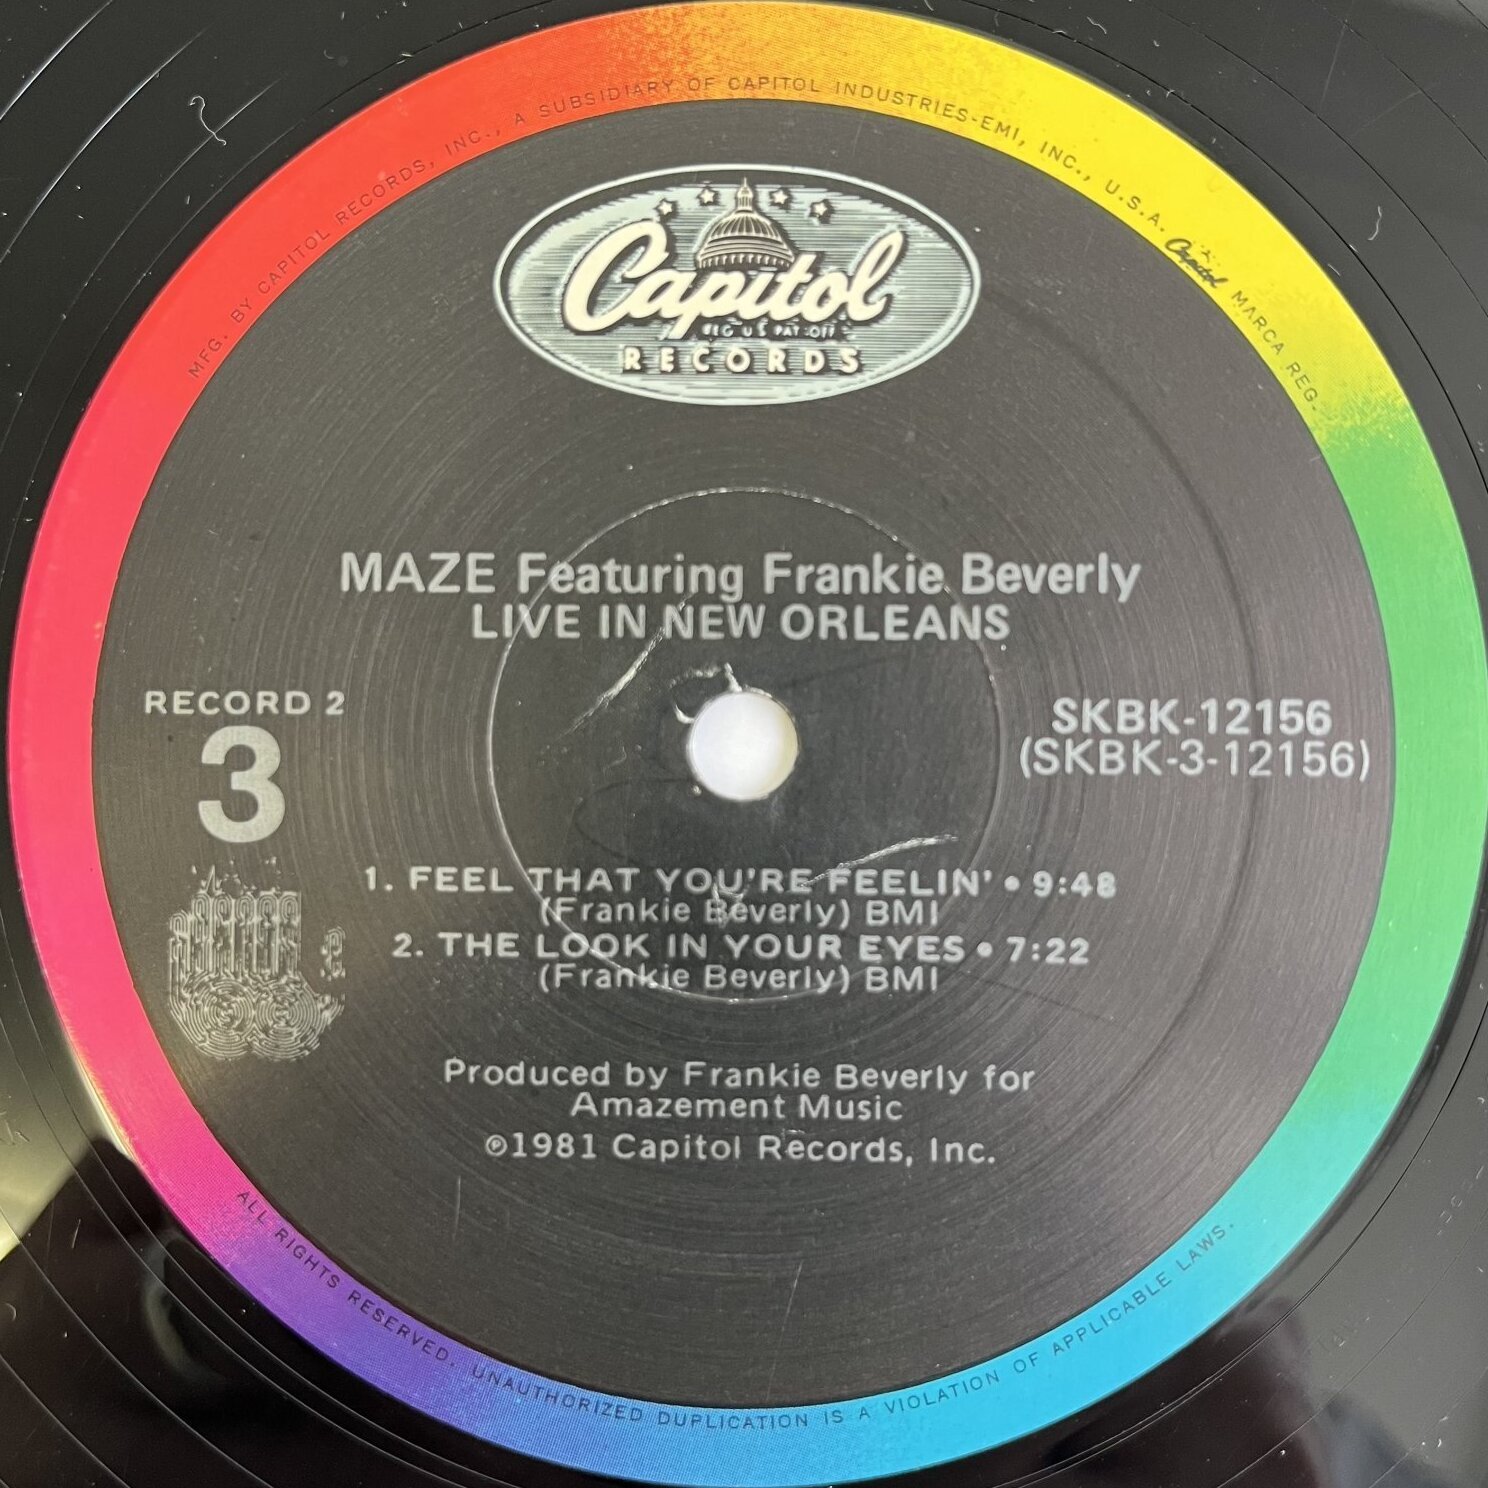 MFG. BY CAPITOL RECORDS, INC., A SUBSIDIARY OF CAPITOL INDUSTRIES-EMI, INC., U.S.A. Capitol MARCA REG.
Capitol
REG. U.S. PAT. OFF.
RECORDS
MAZE Featuring Frankie Beverly
LIVE IN NEW ORLEANS
RECORD 2
3
SKBK-12156
(SKBK-3-12156)
1. FEEL THAT YOU'RE FEELIN' • 9:48
(Frankie Beverly) BMI
2. THE LOOK IN YOUR EYES • 7:22
(Frankie Beverly) BMI
Produced by Frankie Beverly for
Amazement Music
℗1981 Capitol Records, Inc.
ALL RIGHTS RESERVED. UNAUTHORIZED DUPLICATION IS A VIOLATION OF APPLICABLE LAWS.